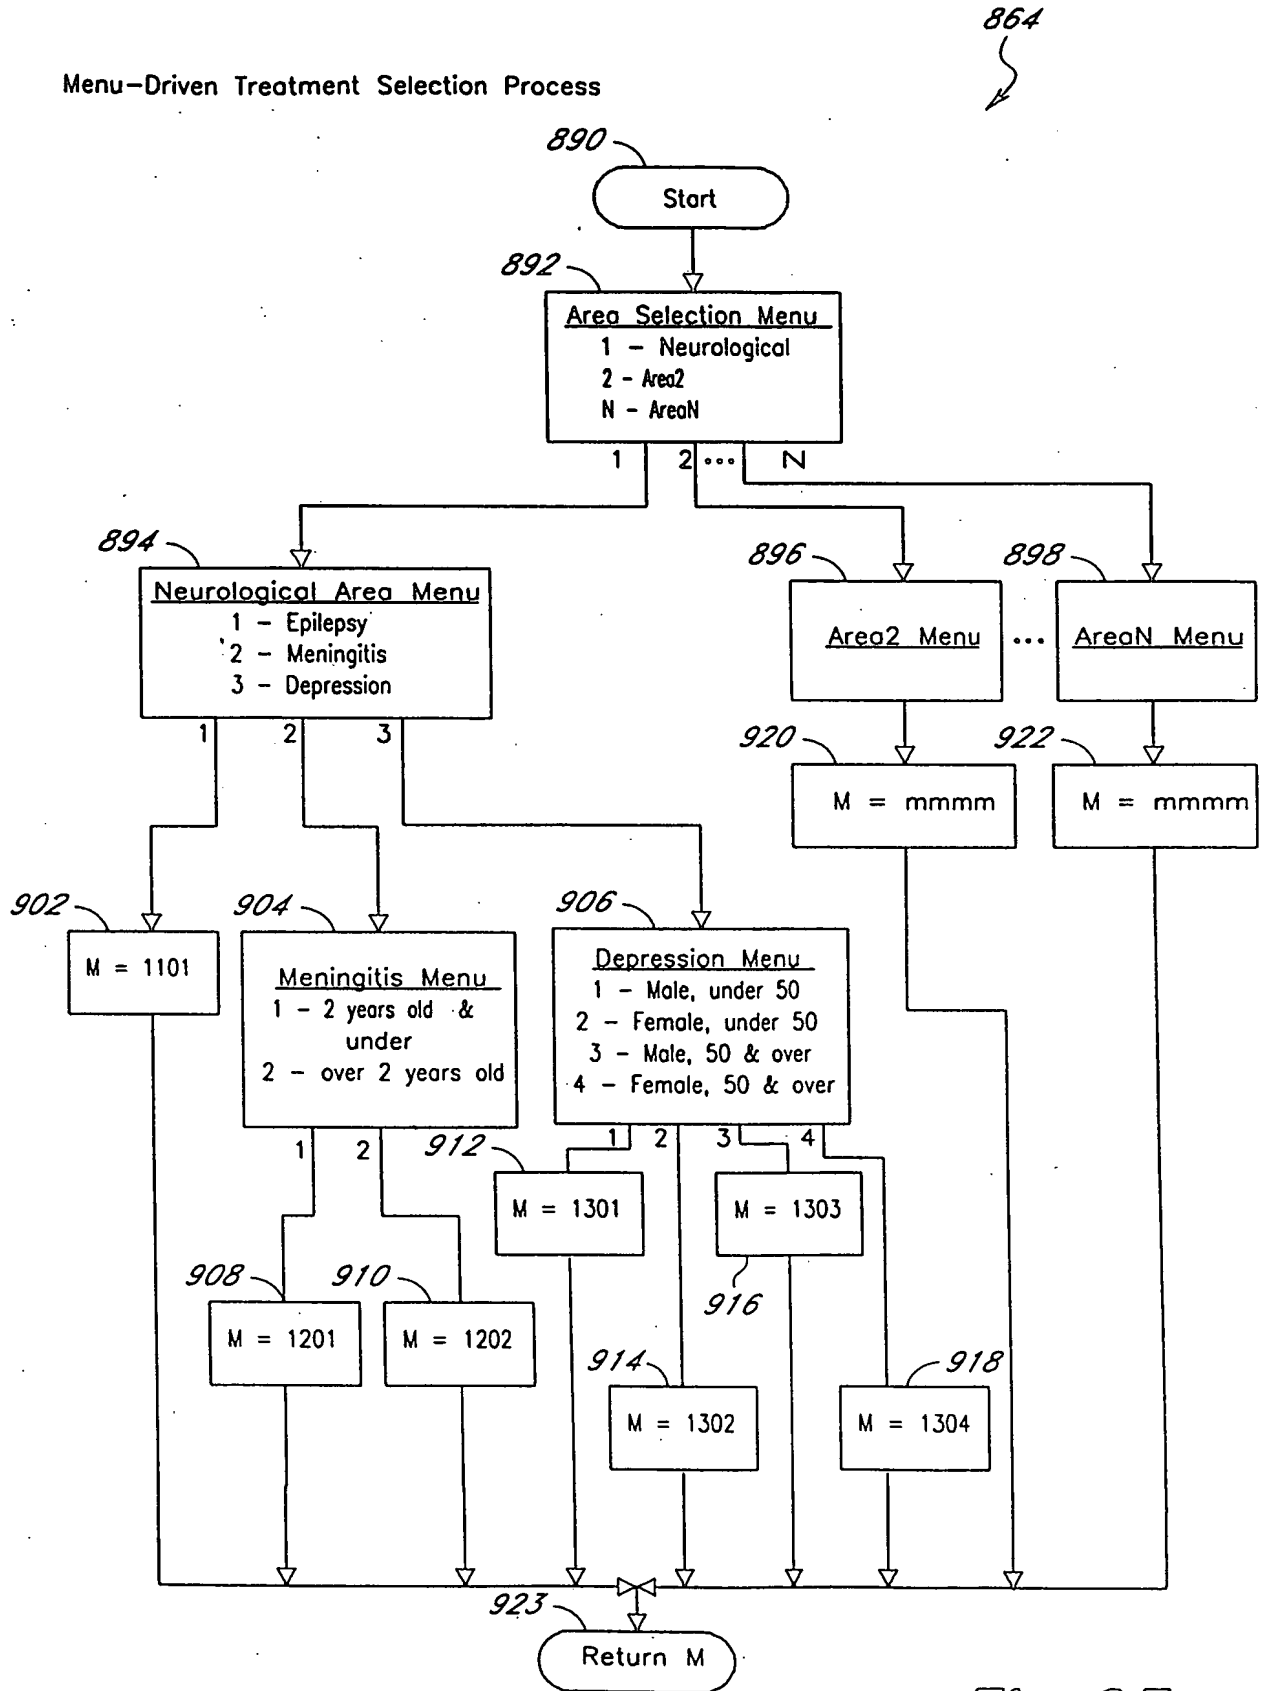 864
Menu-Driven Treatment Selection Process
890
Start
892
Area Selection Menu
1 - Neurological
2 - Area2
N - AreaN
1 2 ... N
894
Neurological Area Menu
1 - Epilepsy
2 - Meningitis
3 - Depression
1 2 3
896
Area2 Menu
...
898
AreaN Menu
920
M = mmmm
922
M = mmmm
902
M = 1101
904
Meningitis Menu
1 - 2 years old &
under
2 - over 2 years old
1 2
906
Depression Menu
1 - Male, under 50
2 - Female, under 50
3 - Male, 50 & over
4 - Female, 50 & over
1 2 3 4
912
M = 1301
M = 1303
916
908
M = 1201
910
M = 1202
914
M = 1302
918
M = 1304
923
Return M